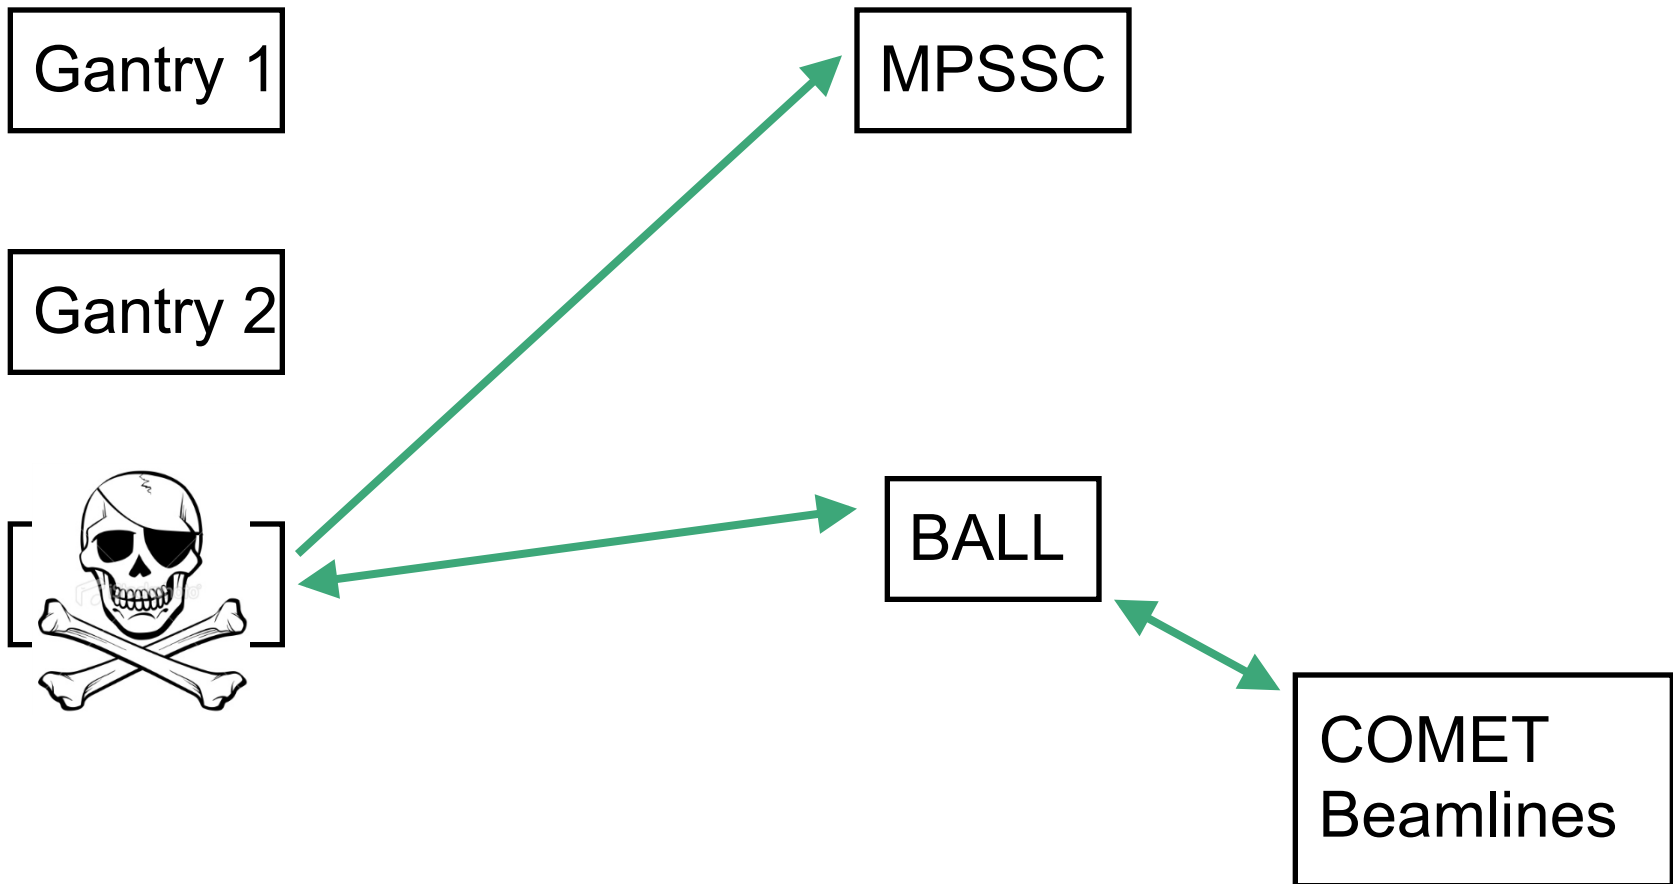 Gantry 1
MPSSC
Gantry 2
BALL
COMET
Beamlines